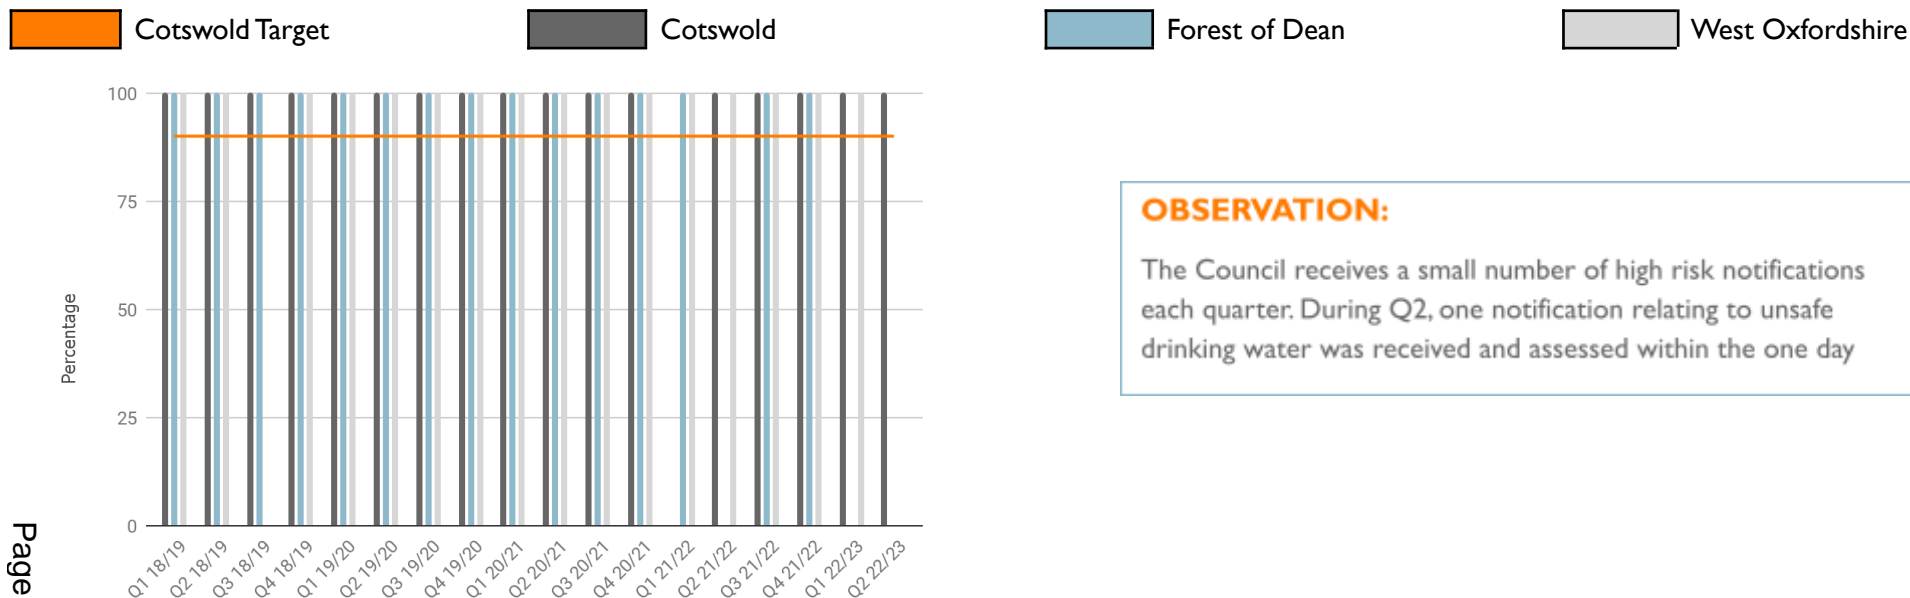 Cotswold Target
Cotswold
Forest of Dean
West Oxfordshire
100
75
50
25
0
Percentage
Q1 18/19
Q2 18/19
Q3 18/19
Q4 18/19
Q1 19/20
Q2 19/20
Q3 19/20
Q4 19/20
Q1 20/21
Q2 20/21
Q3 20/21
Q4 20/21
Q1 21/22
Q2 21/22
Q3 21/22
Q4 21/22
Q1 22/23
Q2 22/23
OBSERVATION:
The Council receives a small number of high risk notifications
each quarter. During Q2, one notification relating to unsafe
drinking water was received and assessed within the one day
Page